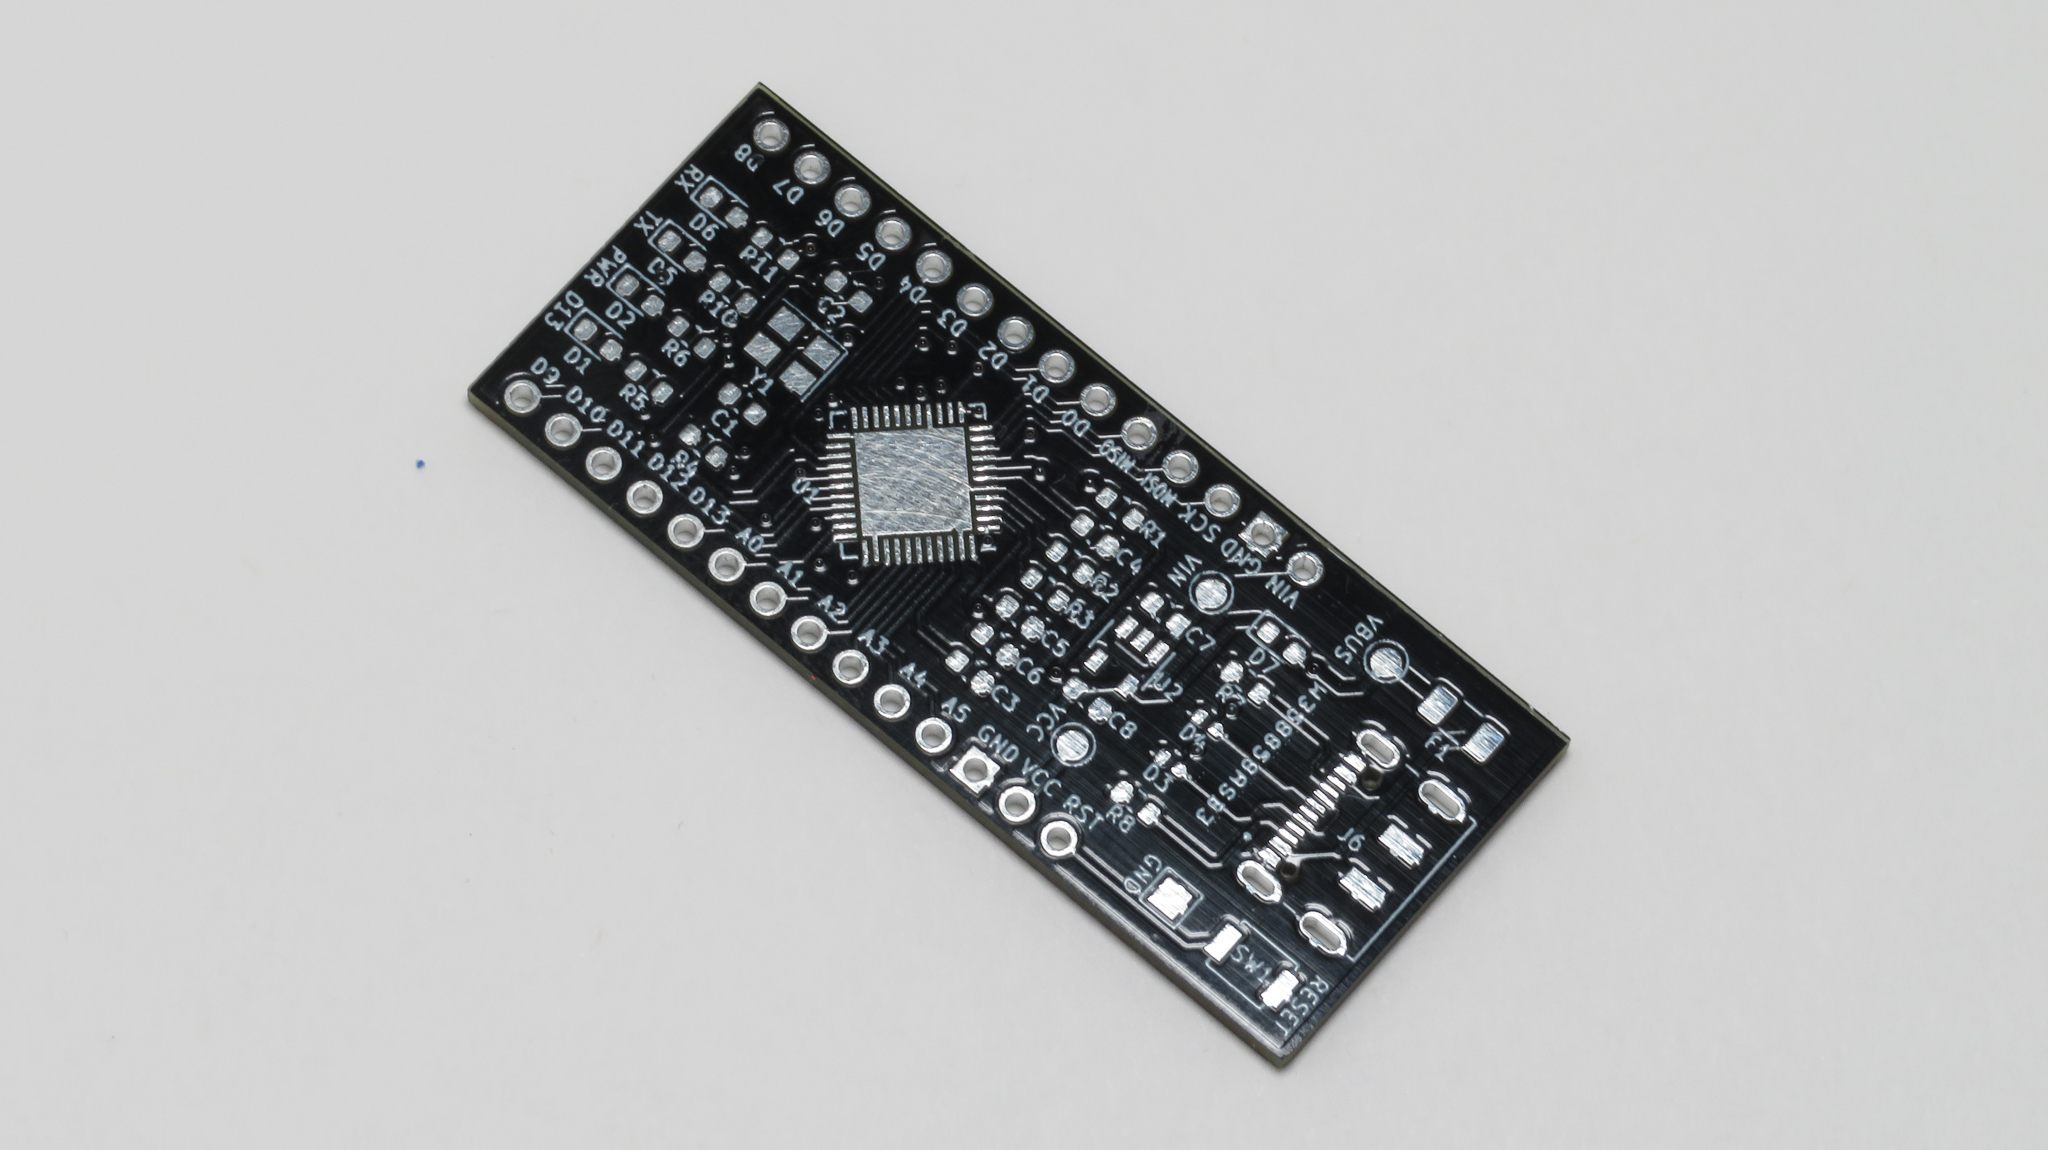 D8
D7
D6
D5
D4
D3
D2
D1
D0
MISO
MOSI
SCK
GND
VIN
RX
D6
R11
TX
D5
R10
C2
PWR
D2
R6
Y1
D13
D1
R5
C1
R4
U1
D9
D10
D11
D12
D13
A0
A1
A2
A3
A4
A5
GND
VCC
RST
R1
C4
R2
R3
C5
C6
C3
VIN
C7
U2
C8
VCC
VBUS
D7
D4
D3
R8
F1
J6
GND
SW1
RESET